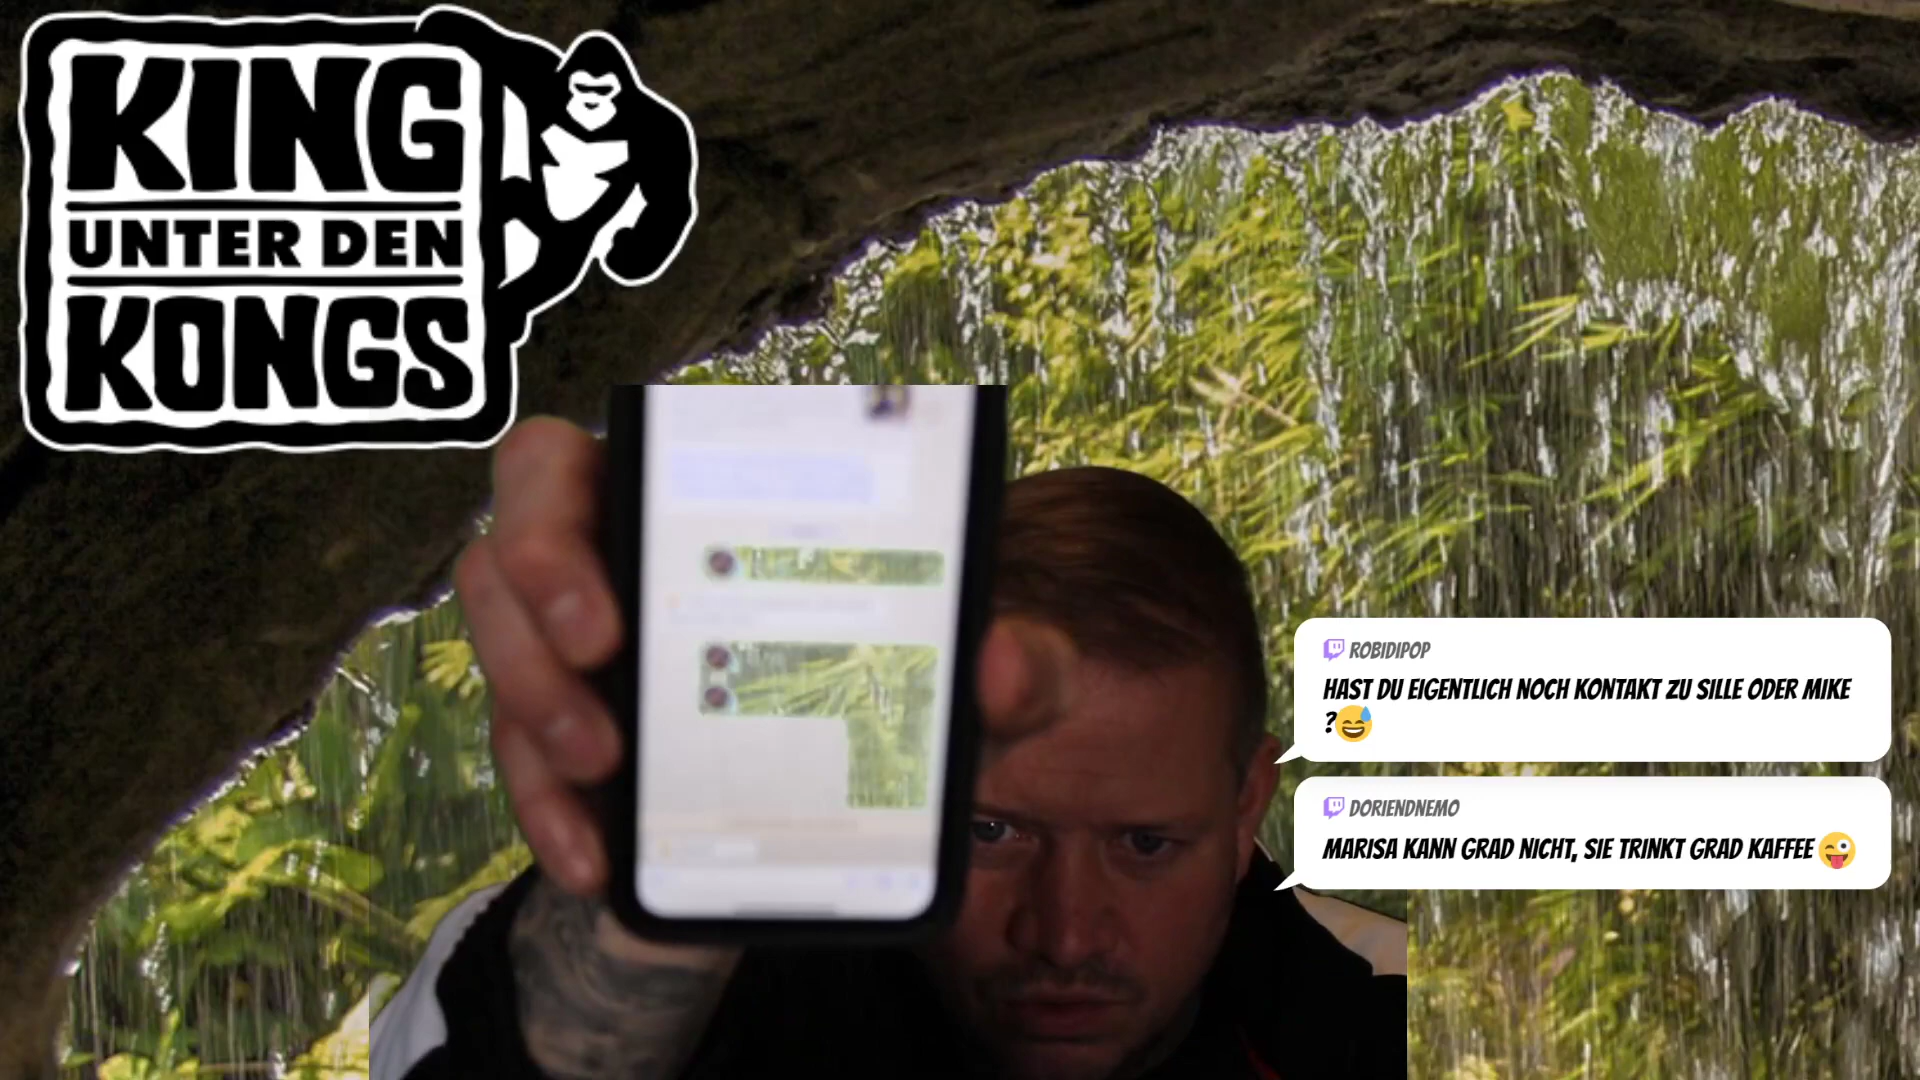 KING
UNTER DEN
KONGS
ROBIDIPOP
HAST DU EIGENTLICH NOCH KONTAKT ZU SILLE ODER MIKE
?😅
DORIENDNEMO
MARISA KANN GRAD NICHT, SIE TRINKT GRAD KAFFEE 😜